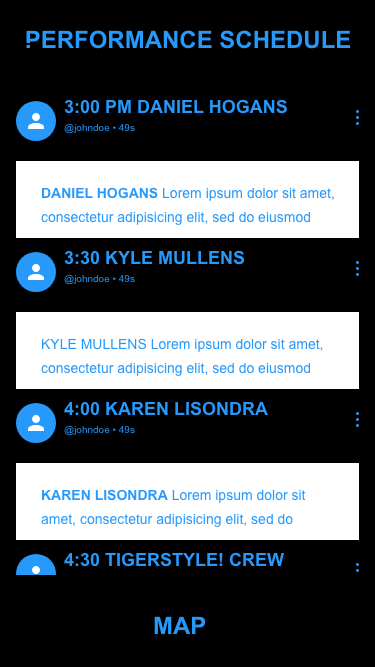 PERFORMANCE SCHEDULE
3:00 PM DANIEL HOGANS
@johndoe • 49s
DANIEL HOGANS Lorem ipsum dolor sit amet,
consectetur adipisicing elit, sed do eiusmod
3:30 KYLE MULLENS
@johndoe • 49s
KYLE MULLENS Lorem ipsum dolor sit amet,
consectetur adipisicing elit, sed do eiusmod
4:00 KAREN LISONDRA
@johndoe • 49s
KAREN LISONDRA Lorem ipsum dolor sit
amet, consectetur adipisicing elit, sed do
4:30 TIGERSTYLE! CREW
MAP